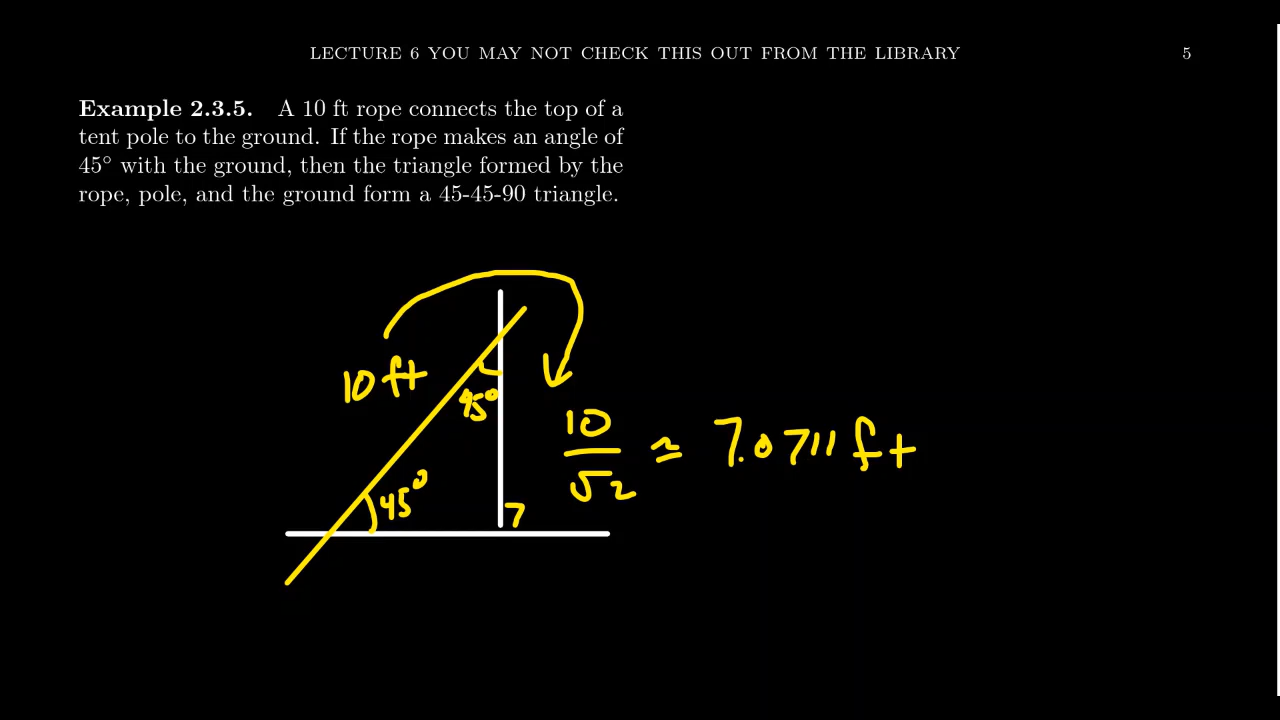 LECTURE 6 YOU MAY NOT CHECK THIS OUT FROM THE LIBRARY 5
Example 2.3.5. A 10 ft rope connects the top of a
tent pole to the ground. If the rope makes an angle of
45° with the ground, then the triangle formed by the
rope, pole, and the ground form a 45-45-90 triangle.
10 ft
45°
10/√2 ≈ 7.0711 ft
45°